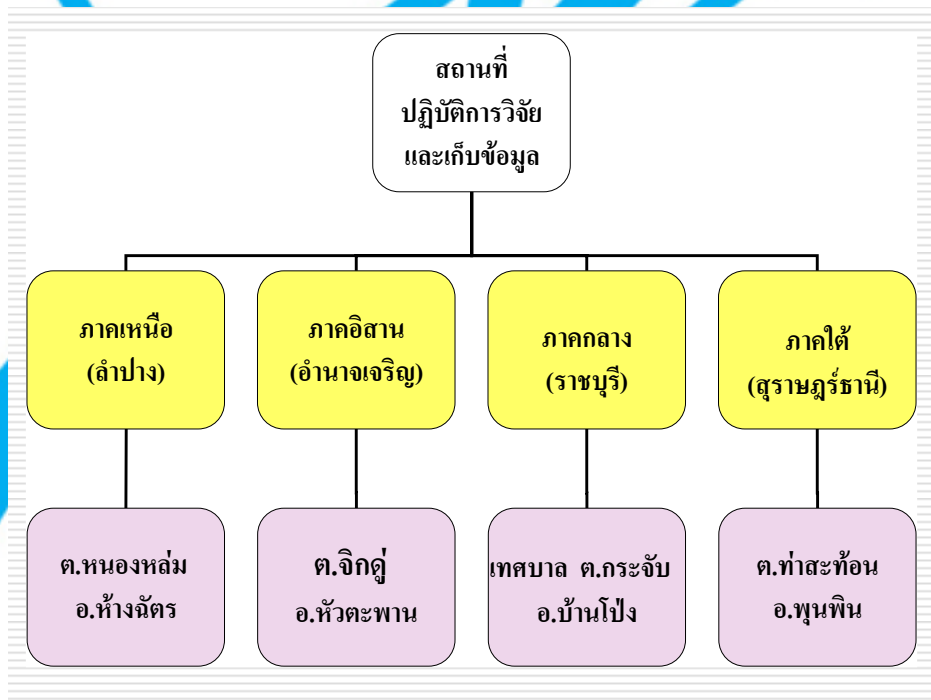 สถานที่
ปฏิบัติการวิจัย
และเก็บข้อมูล
ภาคเหนือ
(ลำปาง)
ภาคอิสาน
(อำนาจเจริญ)
ภาคกลาง
(ราชบุรี)
ภาคใต้
(สุราษฎร์ธานี)
ต.หนองหล่ม
อ.ห้างฉัตร
ต.จิกดู่
อ.หัวตะพาน
เทศบาล ต.กระจับ
อ.บ้านโป่ง
ต.ท่าสะท้อน
อ.พุนพิน